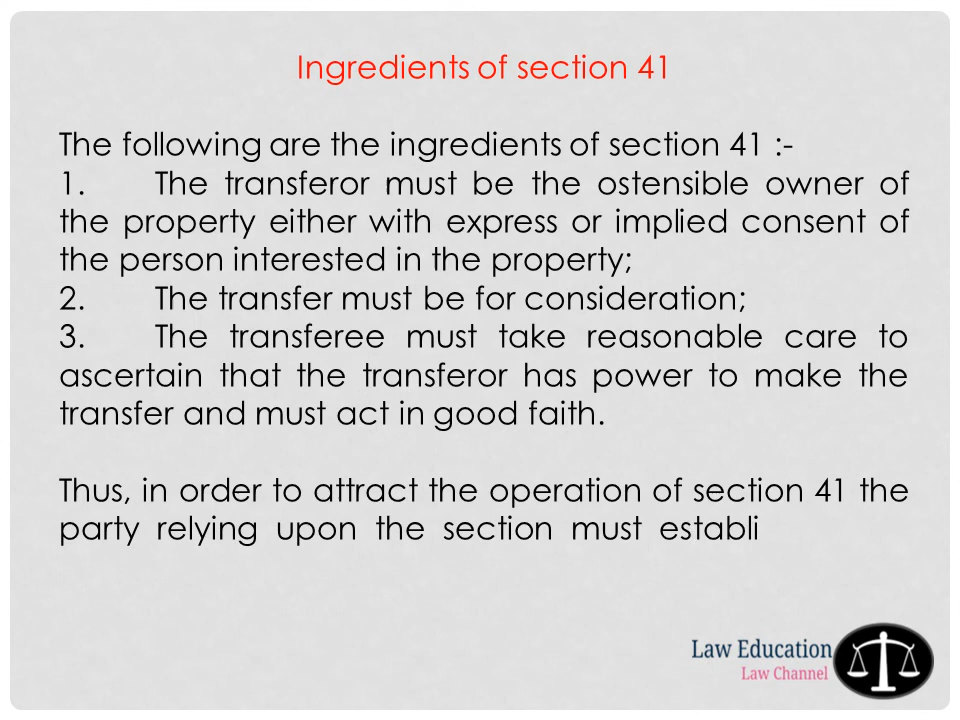 Ingredients of section 41
The following are the ingredients of section 41 :-
1. The transferor must be the ostensible owner of
the property either with express or implied consent of
the person interested in the property;
2. The transfer must be for consideration;
3. The transferee must take reasonable care to
ascertain that the transferor has power to make the
transfer and must act in good faith.
Thus, in order to attract the operation of section 41 the
party relying upon the section must establi
Law Education
Law Channel